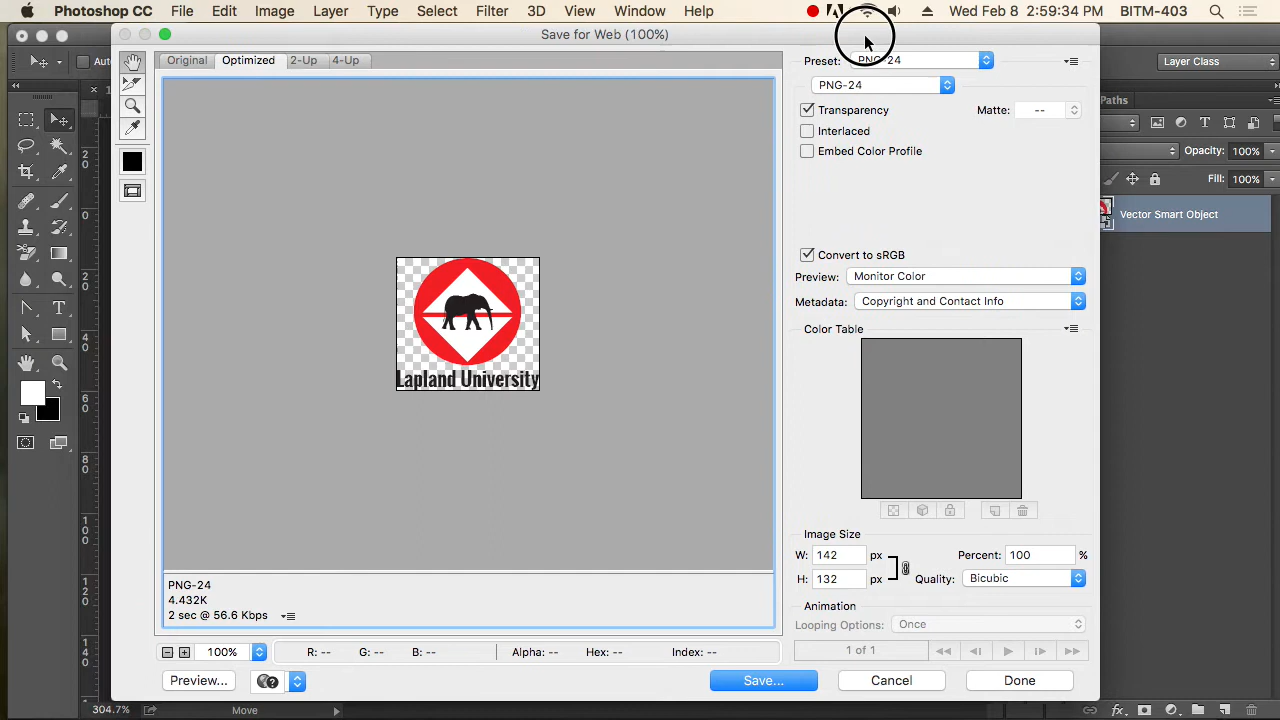 Photoshop CC File Edit Image Layer Type Select Filter 3D View Window Help Wed Feb 8 2:59:34 PM BITM-403
Save for Web (100%)
Original Optimized 2-Up 4-Up
Preset: PNG-24
PNG-24
Transparency Matte: --
Interlaced
Embed Color Profile
Convert to sRGB
Preview: Monitor Color
Metadata: Copyright and Contact Info
Color Table
Lapland University
Image Size
W: 142 px Percent: 100 %
H: 132 px Quality: Bicubic
Animation
Looping Options: Once
1 of 1
PNG-24
4.432K
2 sec @ 56.6 Kbps
100% R: -- G: -- B: -- Alpha: -- Hex: -- Index: --
Preview... Save... Cancel Done
Layer Class
Paths
Opacity: 100%
Fill: 100%
Vector Smart Object
304.7% Move